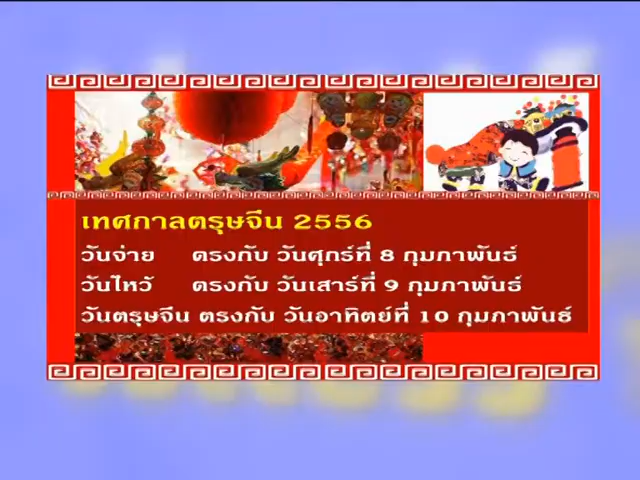 เทศกาลตรุษจีน 2556
วันจ่าย ตรงกับ วันศุกร์ที่ 8 กุมภาพันธ์
วันไหว้ ตรงกับ วันเสาร์ที่ 9 กุมภาพันธ์
วันตรุษจีน ตรงกับ วันอาทิตย์ที่ 10 กุมภาพันธ์